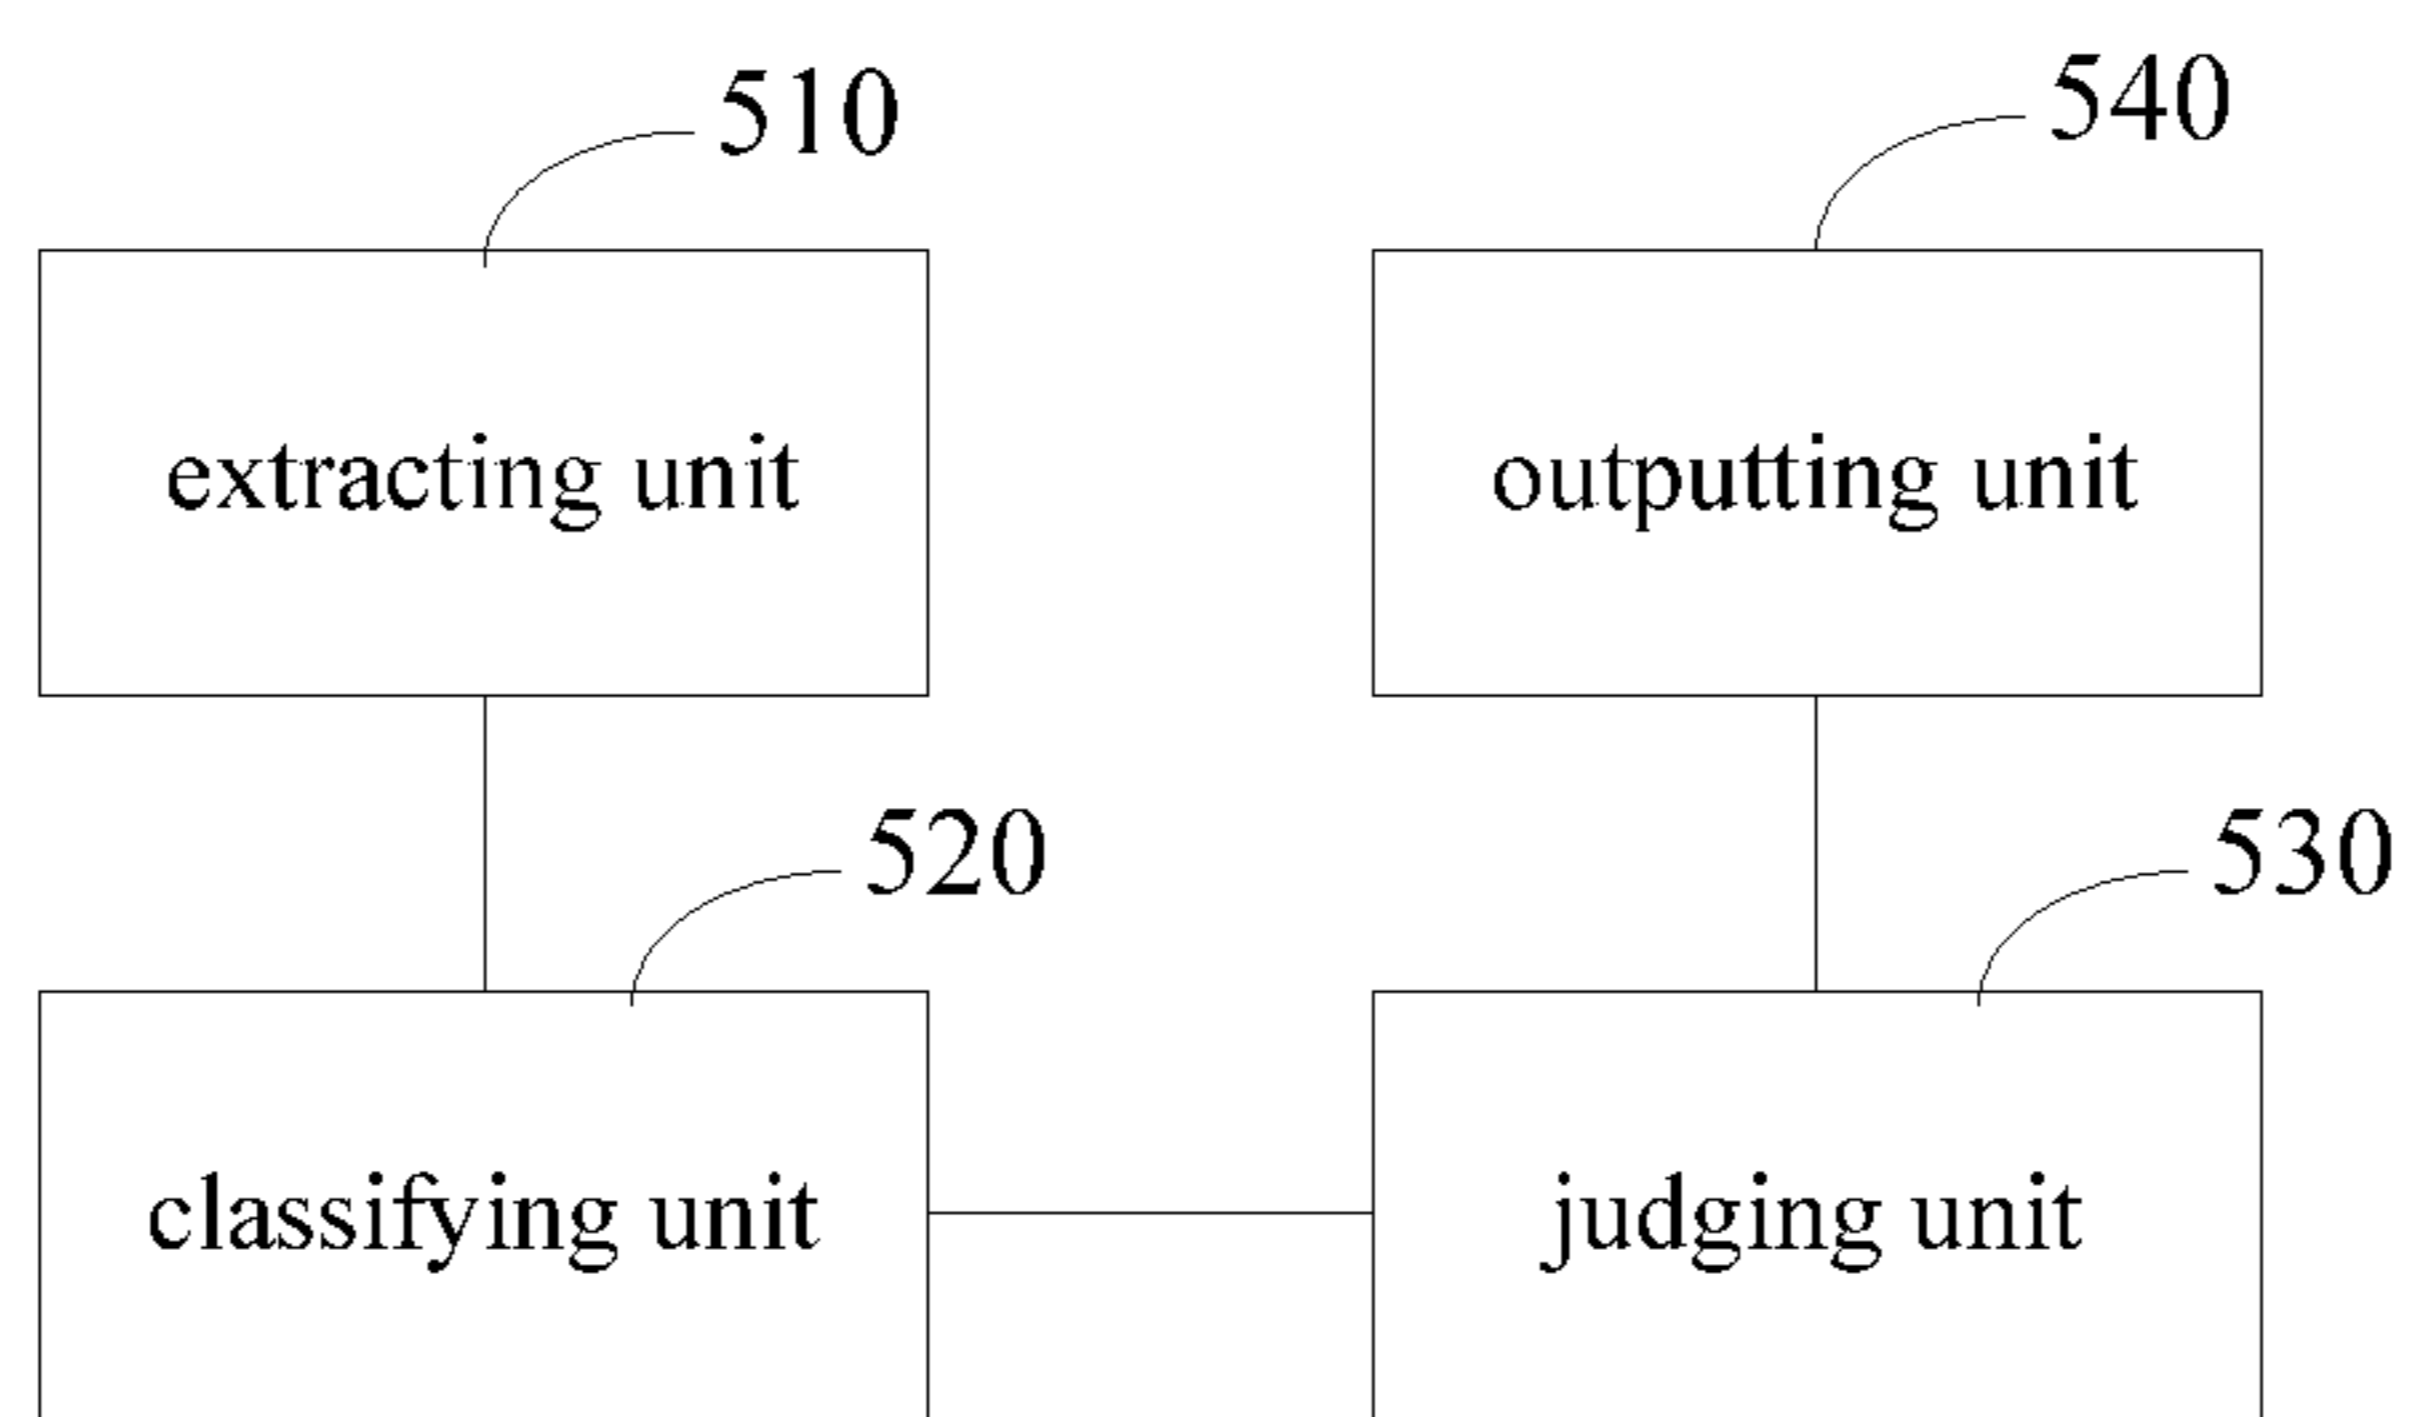 510
540
extracting unit
outputting unit
520
530
classifying unit
judging unit